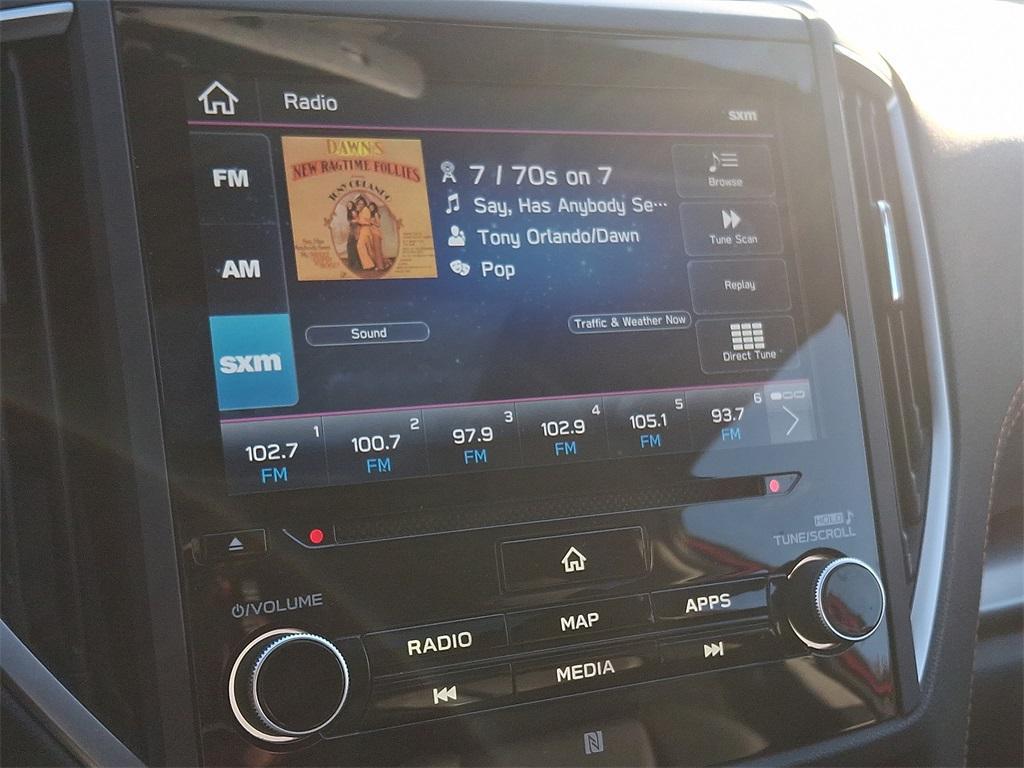 Radio
sxm
FM
AM
sxm
DAWN'S
NEW RAGTIME FOLLIES
TONY ORLANDO
7 / 70s on 7
Say, Has Anybody Se...
Tony Orlando/Dawn
Pop
Browse
Tune Scan
Replay
Direct Tune
Sound
Traffic & Weather Now
1
102.7
FM
2
100.7
FM
3
97.9
FM
4
102.9
FM
5
105.1
FM
6
93.7
FM
TUNE/SCROLL
/VOLUME
RADIO
MAP
APPS
MEDIA
N